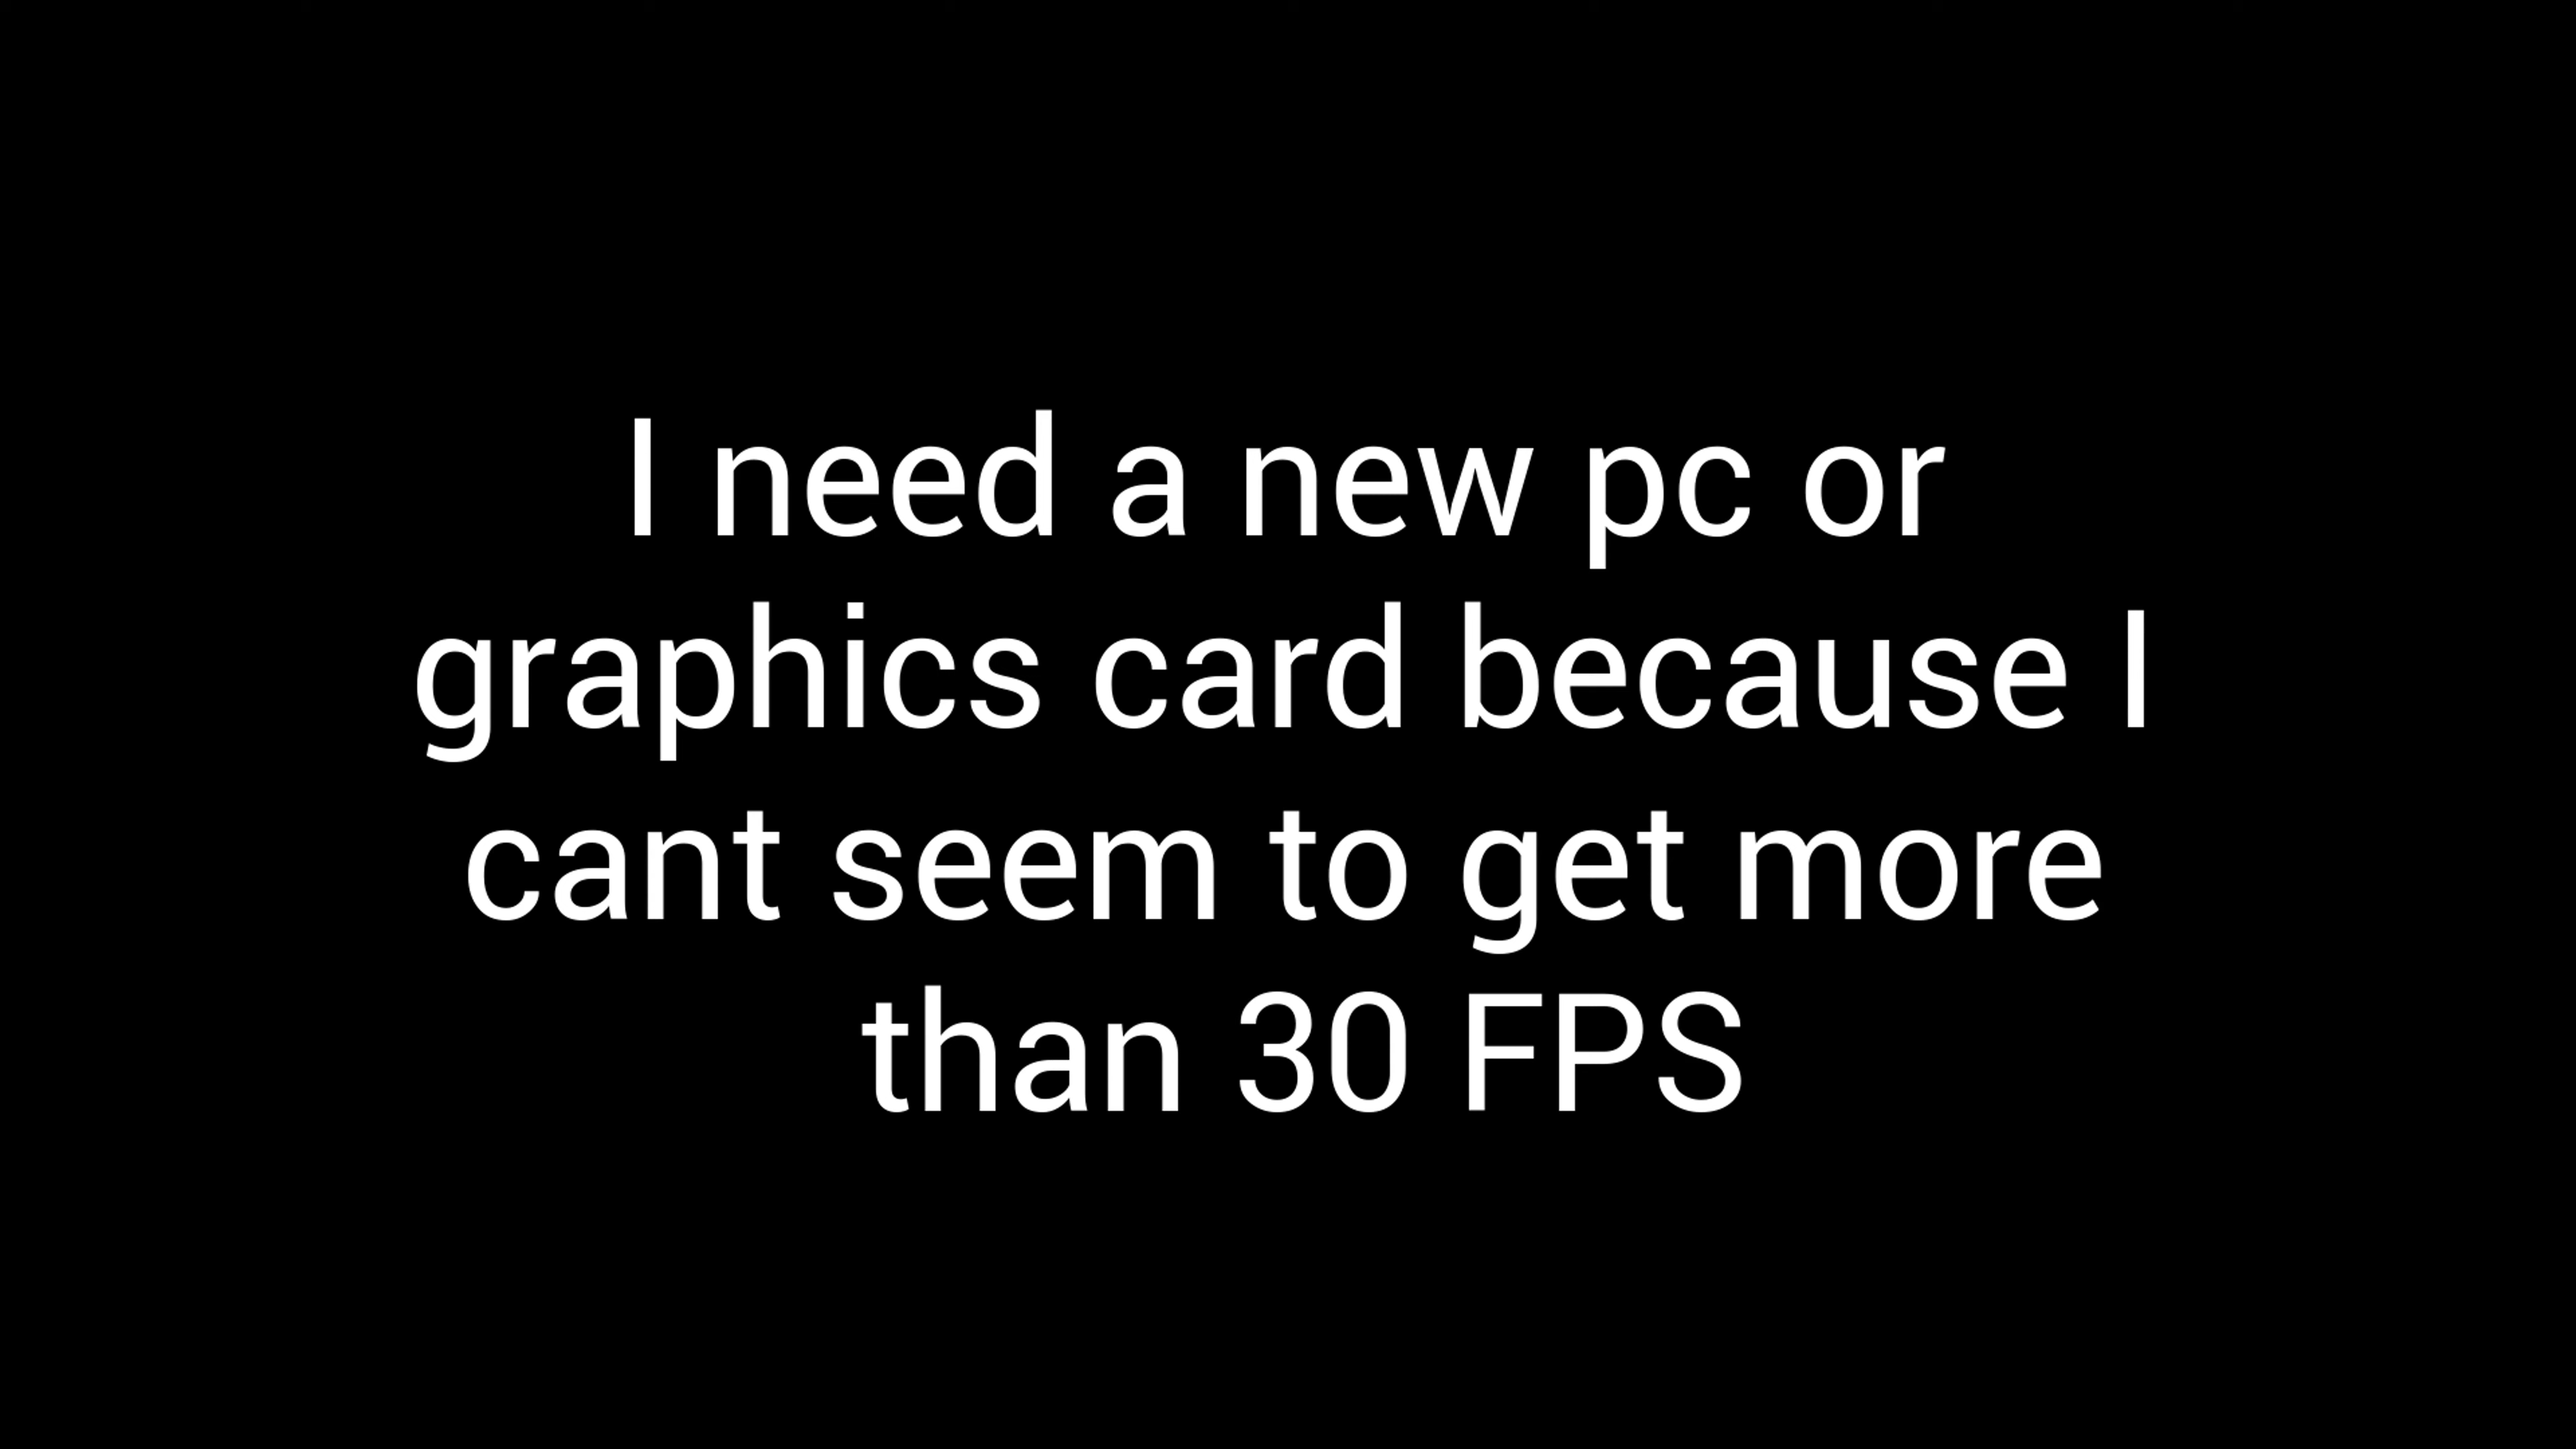 I need a new pc or
graphics card because I
cant seem to get more
than 30 FPS